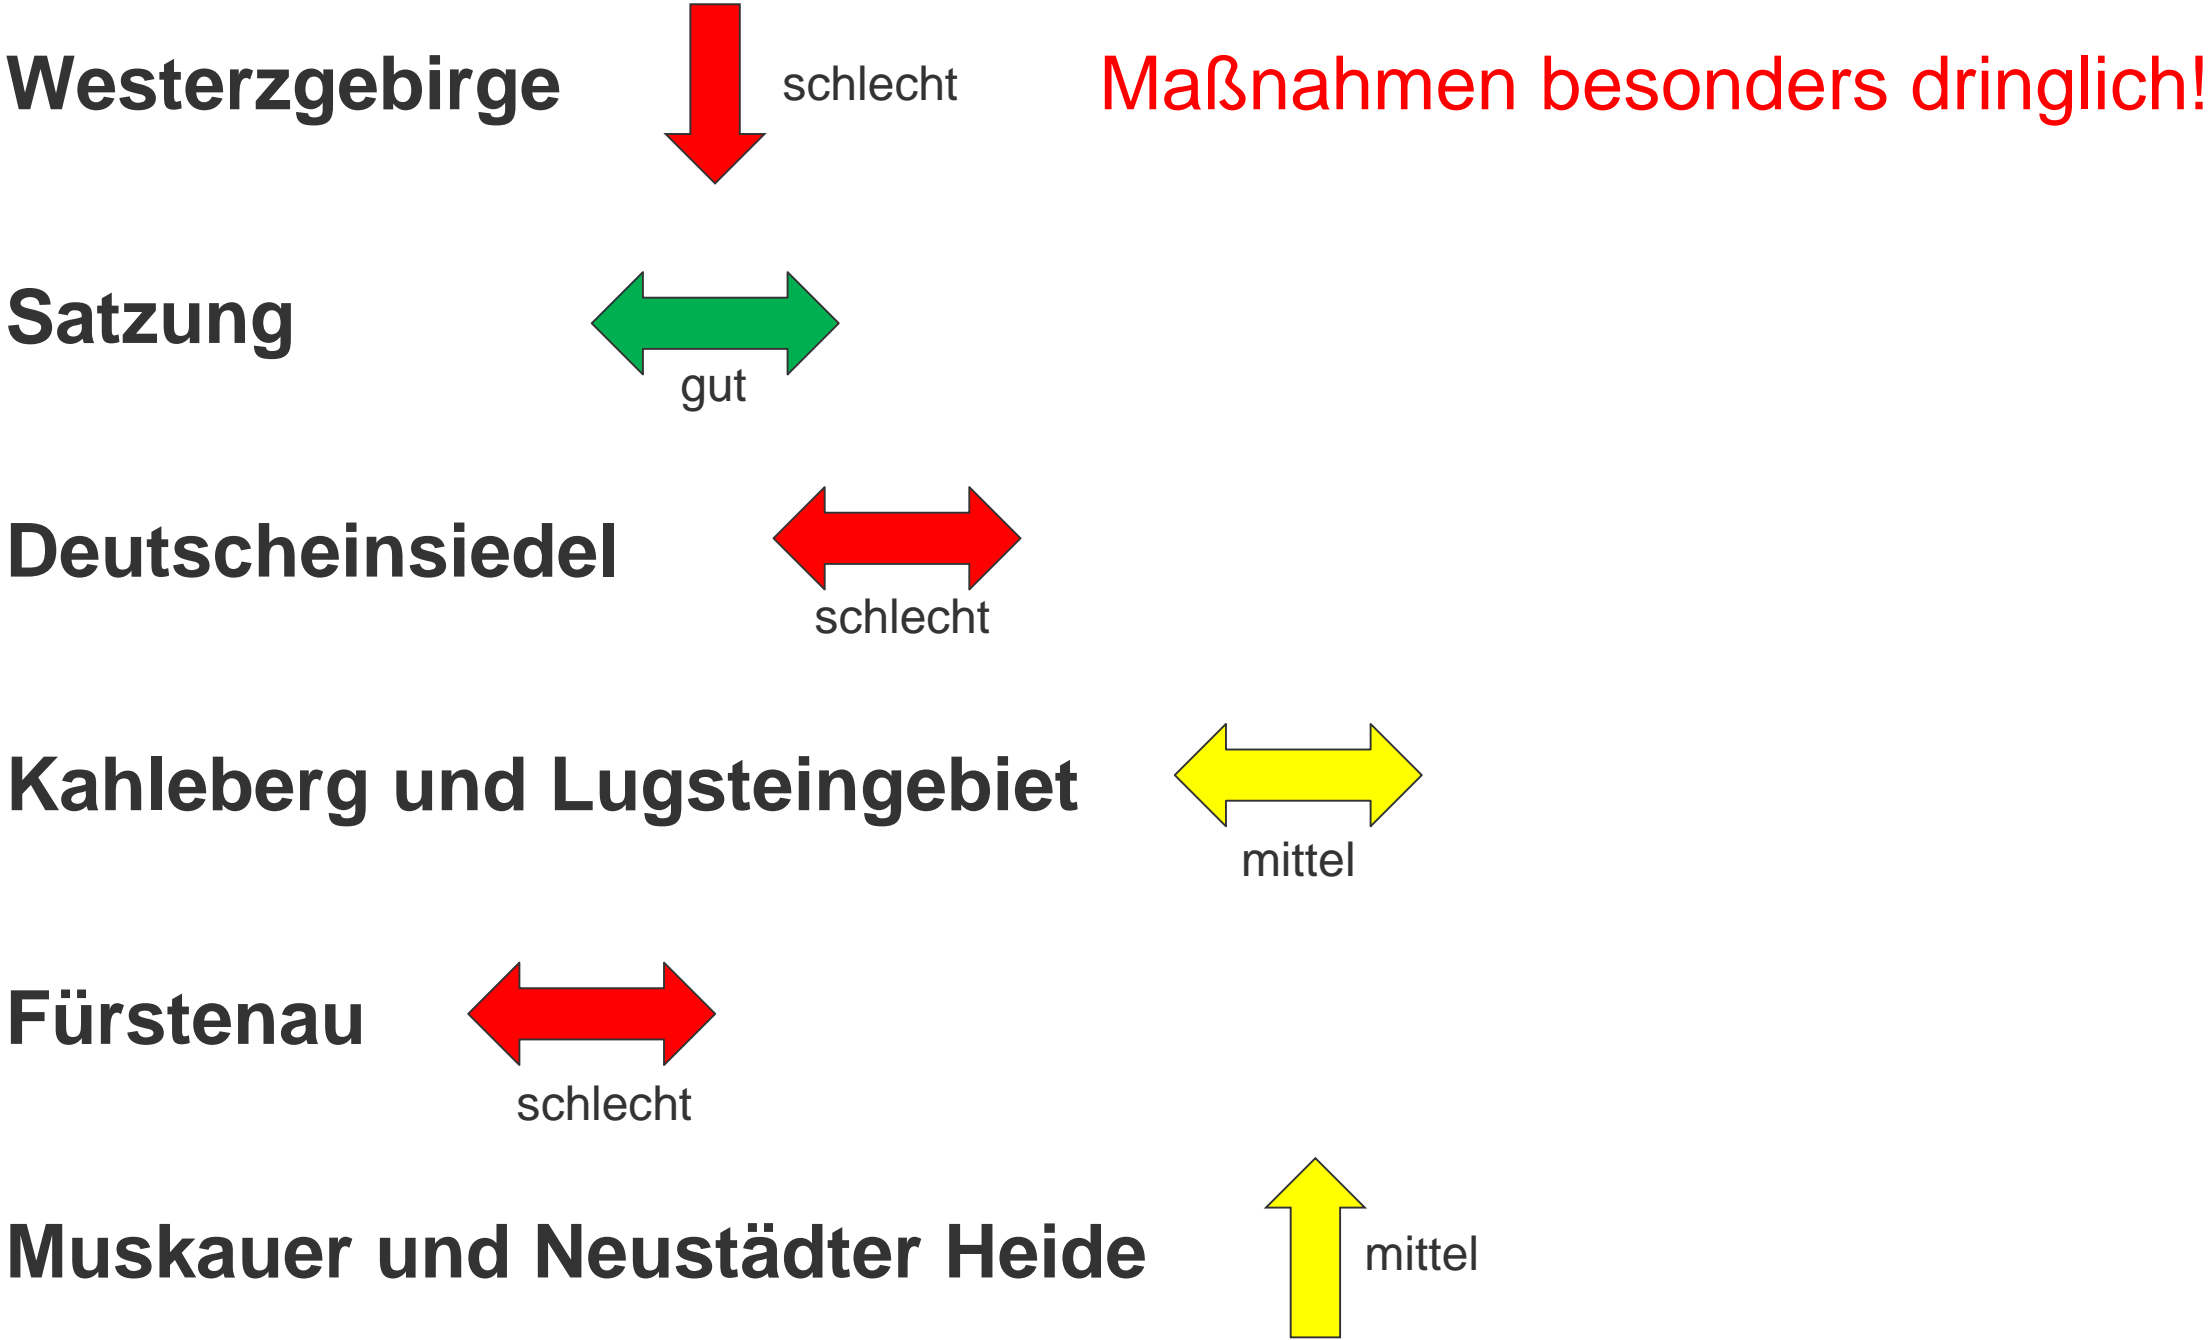 Westerzgebirge schlecht Maßnahmen besonders dringlich!
Satzung
gut
Deutscheinsiedel
schlecht
Kahleberg und Lugsteingebiet
mittel
Fürstenau
schlecht
Muskauer und Neustädter Heide mittel